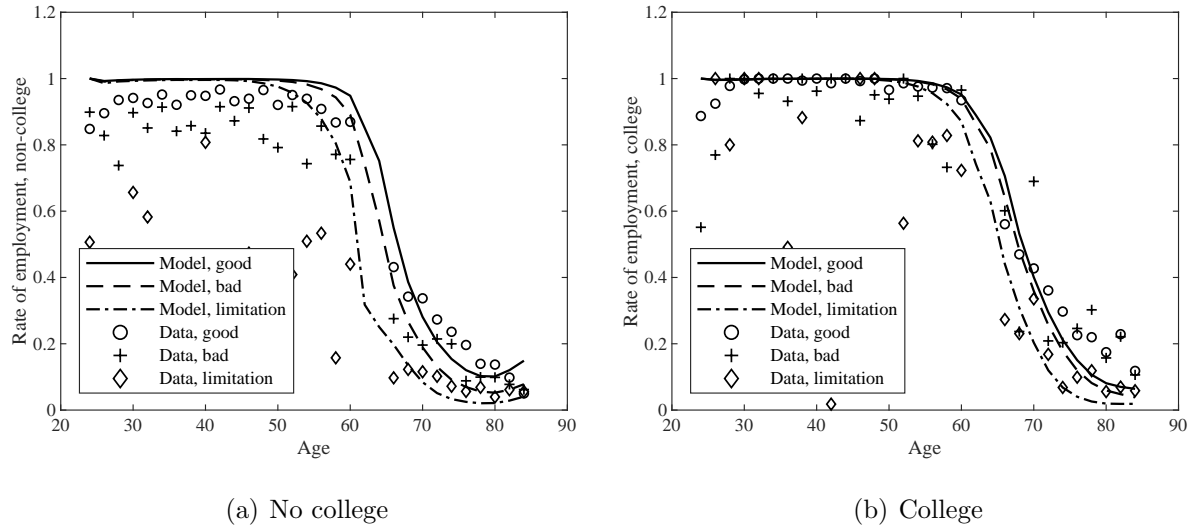 1.2
1
0.8
0.6
0.4
0.2
0
Rate of employment, non-college
Model, good
Model, bad
Model, limitation
Data, good
Data, bad
Data, limitation
20 30 40 50 60 70 80 90
Age
(a) No college
1.2
1
0.8
0.6
0.4
0.2
0
Rate of employment, college
Model, good
Model, bad
Model, limitation
Data, good
Data, bad
Data, limitation
20 30 40 50 60 70 80 90
Age
(b) College